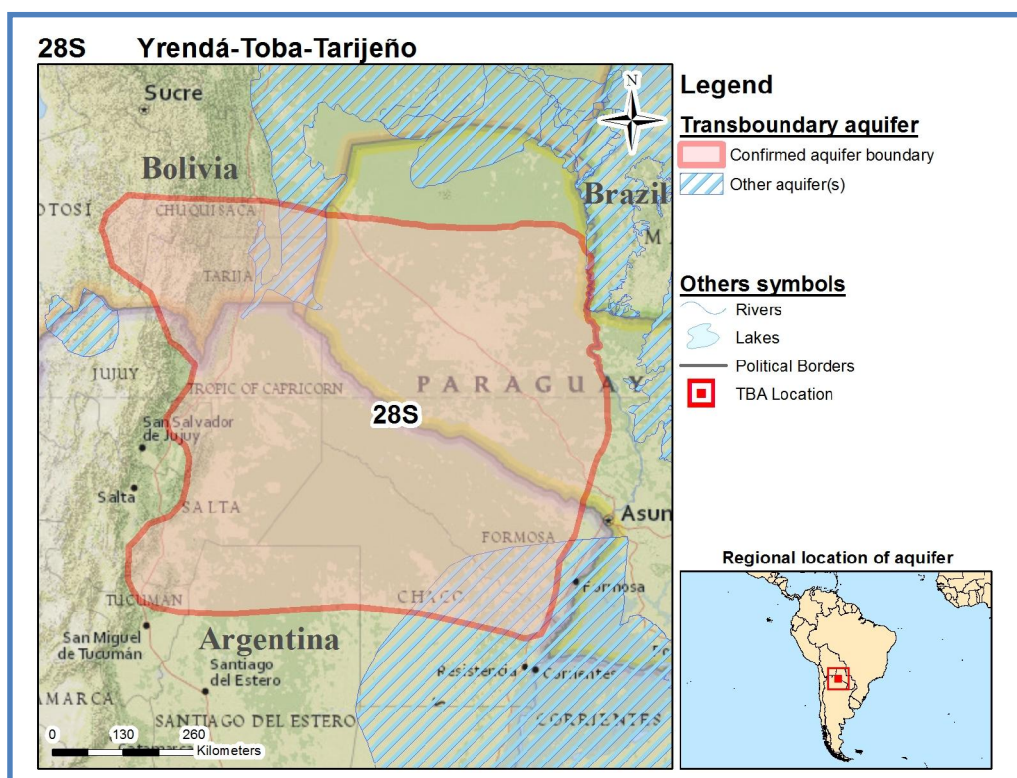 28S Yrendá-Toba-Tarijeño
Sucre
Bolivia
OTOSÍ
CHUQUISACA
Brazil
M A
TARIJA
JUJUY
TROPIC OF CAPRICORN
PARAGUAY
28S
San Salvador
de Jujuy
Salta
SALTA
Asun
FORMOSA
Formosa
CHACO
TUCUMAN
San Miguel
de Tucumán
Argentina
Santiago
del Estero
Resistencia
Corrientes
AMARCA
SANTIAGO DEL ESTERO
CORRIENTES
0 130 260
Kilometers
Catamarca
N
Legend
Transboundary aquifer
Confirmed aquifer boundary
Other aquifer(s)
Others symbols
Rivers
Lakes
Political Borders
TBA Location
Regional location of aquifer